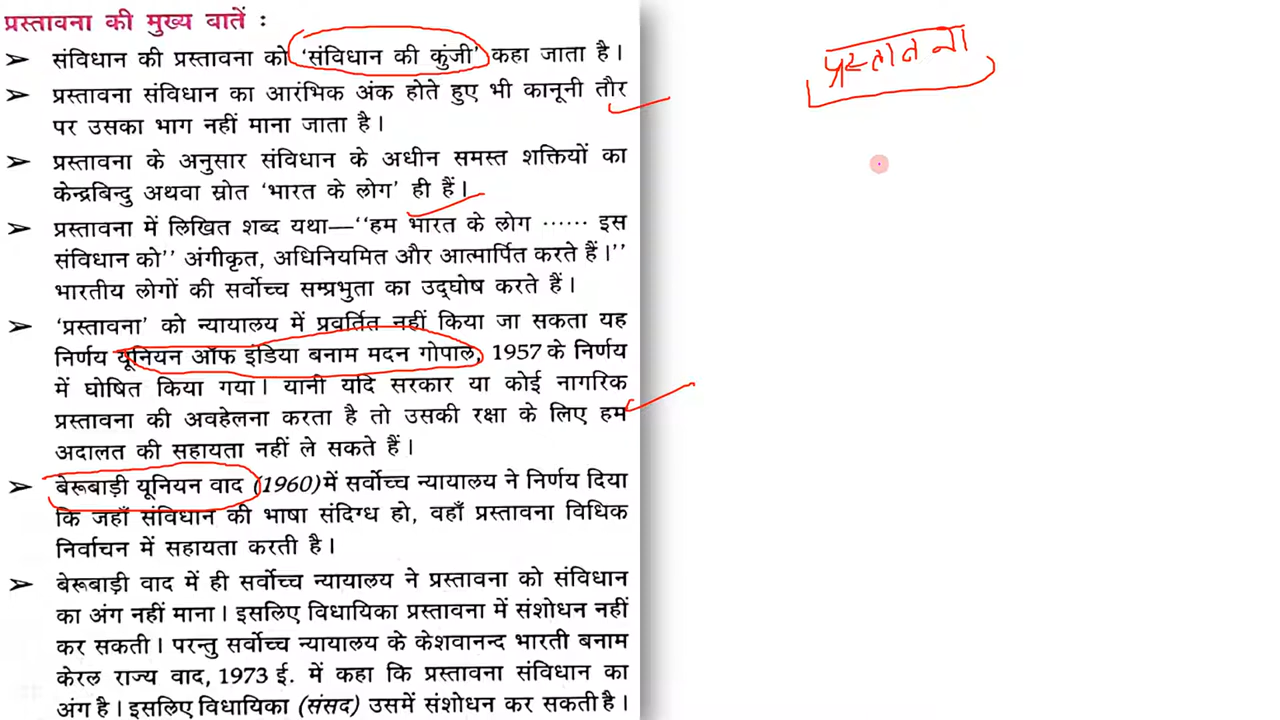 प्रस्तावना की मुख्य वातें :
➢ संविधान की प्रस्तावना को 'संविधान की कुंजी' कहा जाता है।
➢ प्रस्तावना संविधान का आरंभिक अंक होते हुए भी कानूनी तौर
पर उसका भाग नहीं माना जाता है।
➢ प्रस्तावना के अनुसार संविधान के अधीन समस्त शक्तियों का
केन्द्रबिन्दु अथवा स्रोत 'भारत के लोग' ही हैं।
➢ प्रस्तावना में लिखित शब्द यथा—"हम भारत के लोग ...... इस
संविधान को" अंगीकृत, अधिनियमित और आत्मार्पित करते हैं।"
भारतीय लोगों की सर्वोच्च सम्प्रभुता का उद्घोष करते हैं।
➢ 'प्रस्तावना' को न्यायालय में प्रवर्तित नहीं किया जा सकता यह
निर्णय यूनियन ऑफ इंडिया बनाम मदन गोपाल, 1957 के निर्णय
में घोषित किया गया। यानी यदि सरकार या कोई नागरिक
प्रस्तावना की अवहेलना करता है तो उसकी रक्षा के लिए हम
अदालत की सहायता नहीं ले सकते हैं।
➢ बेरूबाड़ी यूनियन वाद (1960) में सर्वोच्च न्यायालय ने निर्णय दिया
कि जहाँ संविधान की भाषा संदिग्ध हो, वहाँ प्रस्तावना विधिक
निर्वाचन में सहायता करती है।
➢ बेरूबाड़ी वाद में ही सर्वोच्च न्यायालय ने प्रस्तावना को संविधान
का अंग नहीं माना। इसलिए विधायिका प्रस्तावना में संशोधन नहीं
कर सकती। परन्तु सर्वोच्च न्यायालय के केशवानन्द भारती बनाम
केरल राज्य वाद, 1973 ई. में कहा कि प्रस्तावना संविधान का
अंग है। इसलिए विधायिका (संसद) उसमें संशोधन कर सकती है।
प्रस्तावना